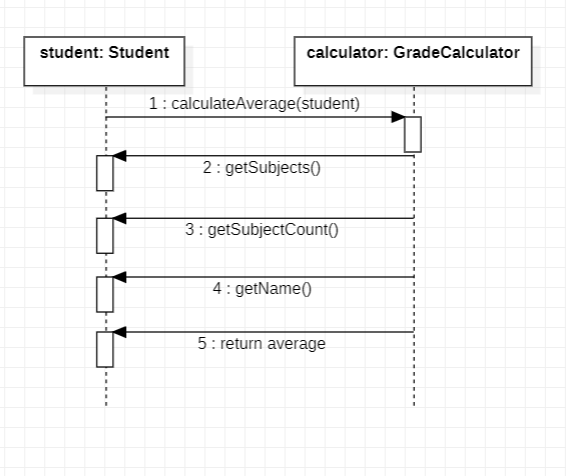 student: Student
calculator: GradeCalculator
1 : calculateAverage(student)
2 : getSubjects()
3 : getSubjectCount()
4 : getName()
5 : return average